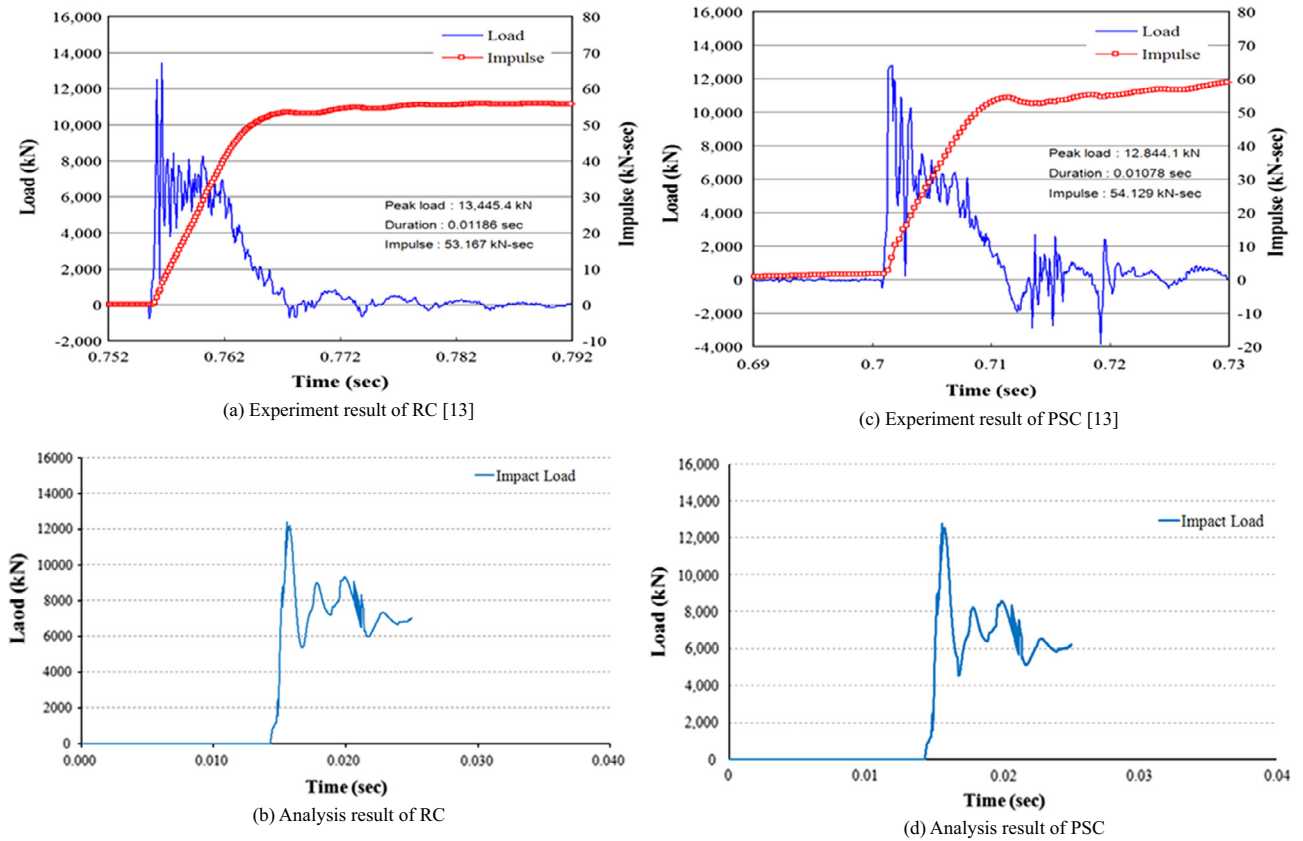 16,000
14,000
12,000
10,000
8,000
6,000
4,000
2,000
0
-2,000
Load (kN)
80
70
60
50
40
30
20
10
0
-10
Impulse (kN-sec)
Load
Impulse
Peak load : 13,445.4 kN
Duration : 0.01186 sec
Impulse : 53.167 kN-sec
0.752 0.762 0.772 0.782 0.792
Time (sec)
(a) Experiment result of RC [13]
16,000
14,000
12,000
10,000
8,000
6,000
4,000
2,000
0
-2,000
-4,000
Load (kN)
80
70
60
50
40
30
20
10
0
-10
-20
Impulse (kN-sec)
Load
Impulse
Peak load : 12.844.1 kN
Duration : 0.01078 sec
Impulse : 54.129 kN-sec
0.69 0.7 0.71 0.72 0.73
Time (sec)
(c) Experiment result of PSC [13]
16000
14000
12000
10000
8000
6000
4000
2000
0
Laod (kN)
Impact Load
0.000 0.010 0.020 0.030 0.040
Time (sec)
(b) Analysis result of RC
16,000
14,000
12,000
10,000
8,000
6,000
4,000
2,000
0
Load (kN)
Impact Load
0 0.01 0.02 0.03 0.04
Time (sec)
(d) Analysis result of PSC